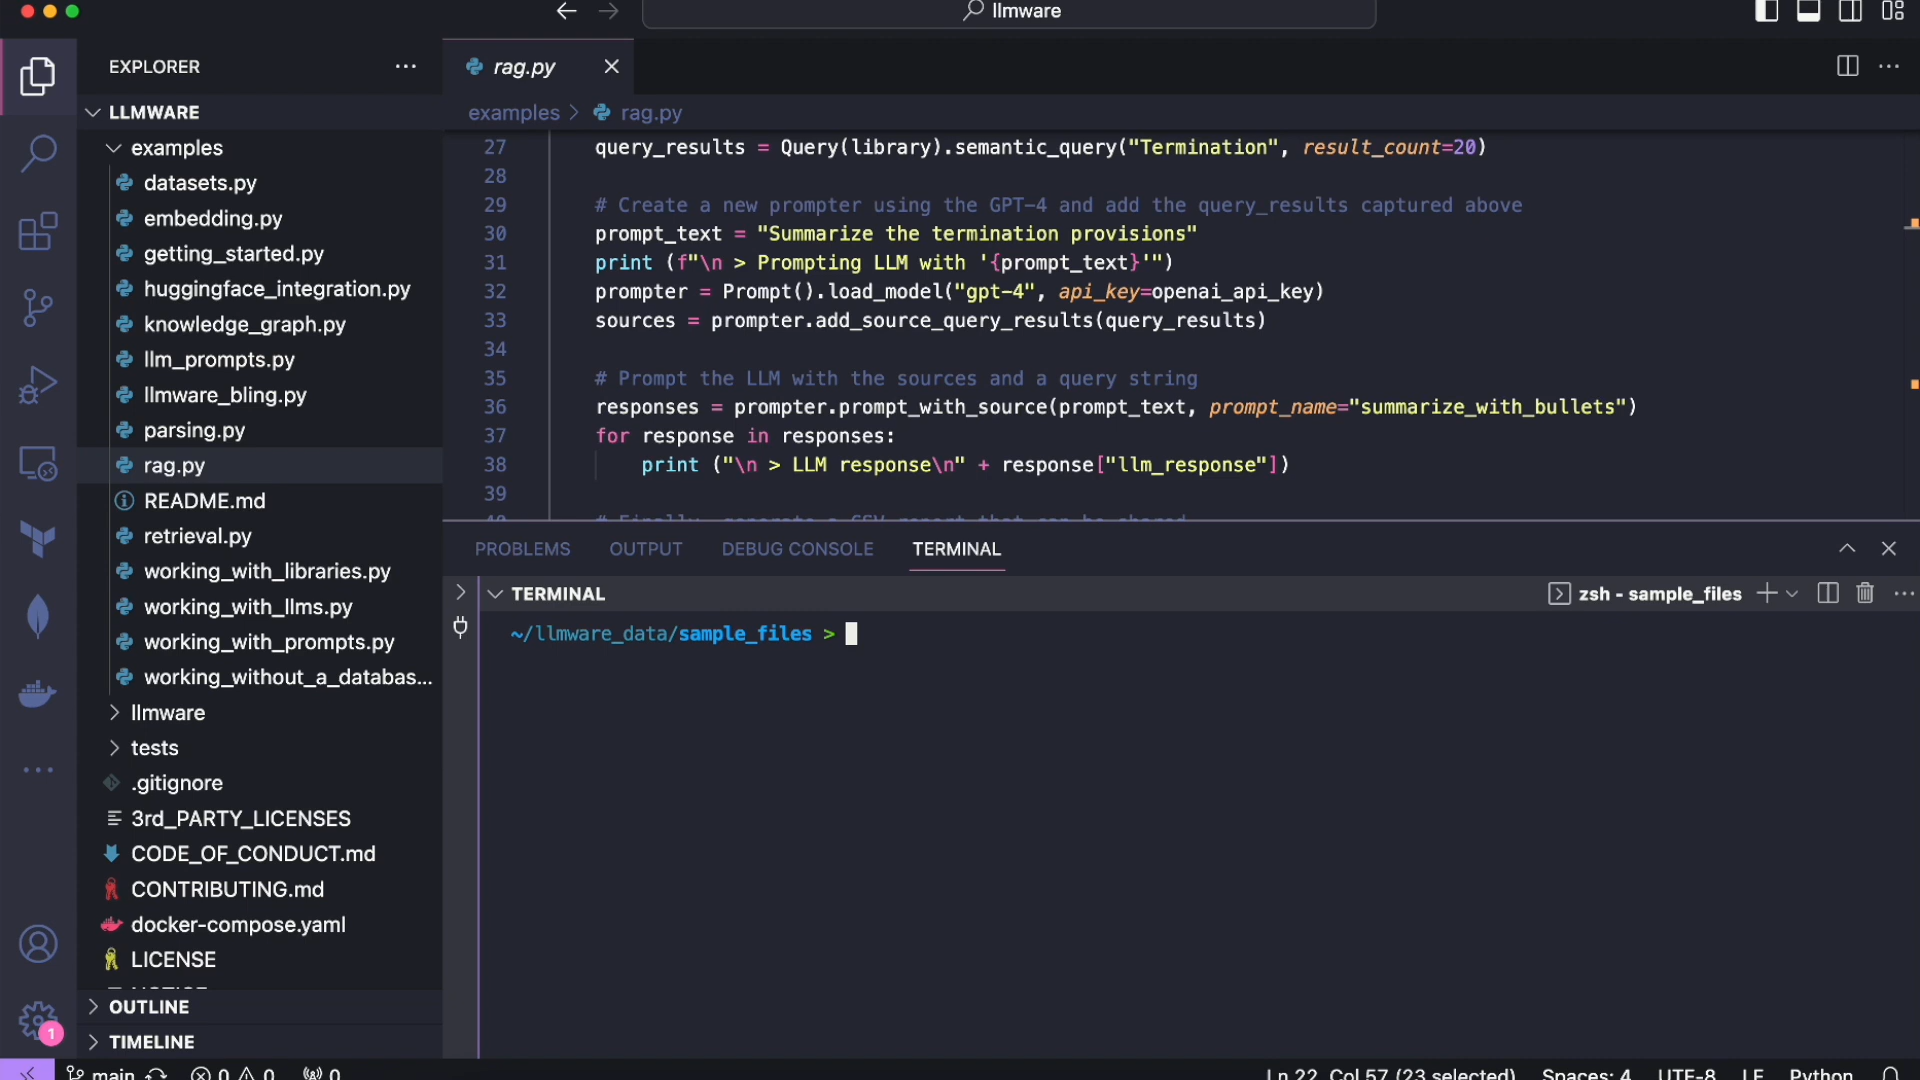 llmware
EXPLORER
LLMWARE
examples
datasets.py
embedding.py
getting_started.py
huggingface_integration.py
knowledge_graph.py
llm_prompts.py
llmware_bling.py
parsing.py
rag.py
README.md
retrieval.py
working_with_libraries.py
working_with_llms.py
working_with_prompts.py
working_without_a_databas...
llmware
tests
.gitignore
3rd_PARTY_LICENSES
CODE_OF_CONDUCT.md
CONTRIBUTING.md
docker-compose.yaml
LICENSE
OUTLINE
TIMELINE
1
rag.py
examples > rag.py
27 query_results = Query(library).semantic_query("Termination", result_count=20)
28
29 # Create a new prompter using the GPT-4 and add the query_results captured above
30 prompt_text = "Summarize the termination provisions"
31 print (f"\n > Prompting LLM with '{prompt_text}'")
32 prompter = Prompt().load_model("gpt-4", api_key=openai_api_key)
33 sources = prompter.add_source_query_results(query_results)
34
35 # Prompt the LLM with the sources and a query string
36 responses = prompter.prompt_with_source(prompt_text, prompt_name="summarize_with_bullets")
37 for response in responses:
38 print ("\n > LLM response\n" + response["llm_response"])
39
PROBLEMS OUTPUT DEBUG CONSOLE TERMINAL
TERMINAL
zsh - sample_files
~/llmware_data/sample_files >
main 0 0 0
Ln 22, Col 57 (23 selected) Spaces: 4 UTF-8 LF Python